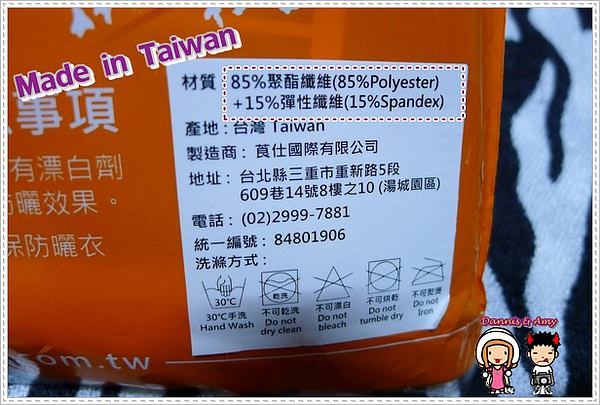 Made in Taiwan
事項
有漂白劑
防曬效果。
保防曬衣
材質 85%聚酯纖維(85%Polyester)
+15%彈性纖維(15%Spandex)
產地：台灣 Taiwan
製造商：莨仕國際有限公司
地址：台北縣三重市重新路5段
609巷14號8樓之10 (湯城園區)
電話：(02)2999-7881
統一編號：84801906
洗滌方式：
30°C
乾洗
30°C手洗 不可乾洗 不可漂白 不可烘乾 不可熨燙
Hand Wash Do not dry clean Do not bleach Do not tumble dry Do not Iron
om.tw
Dannis & Amy